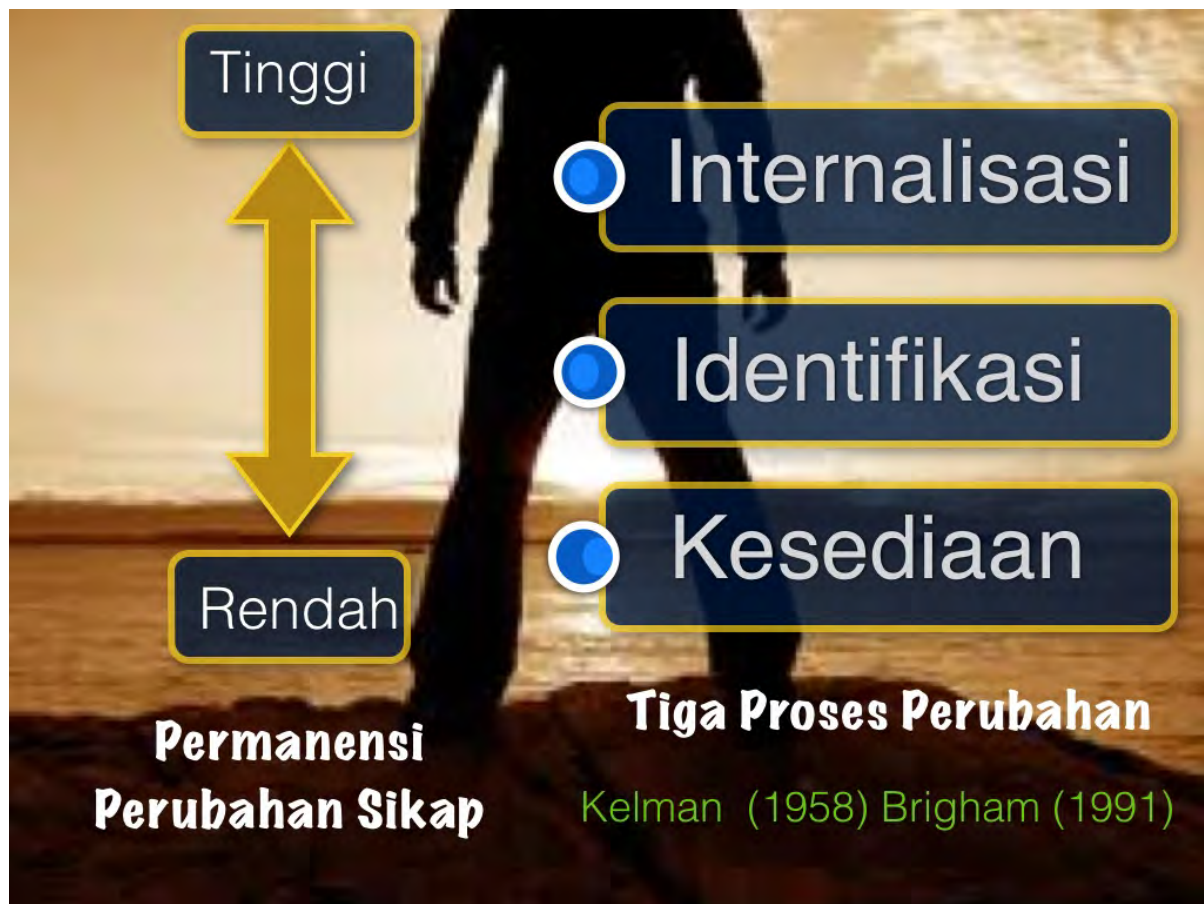 Tinggi
Internalisasi
Identifikasi
Kesediaan
Rendah
Tiga Proses Perubahan
Permanensi
Perubahan Sikap
Kelman (1958) Brigham (1991)